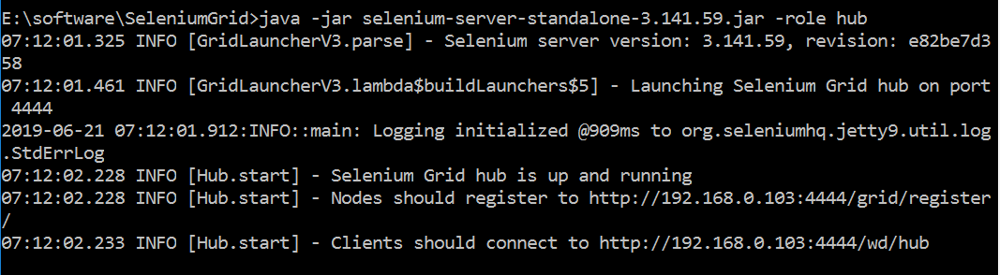 E:\software\SeleniumGrid>java -jar selenium-server-standalone-3.141.59.jar -role hub
07:12:01.325 INFO [GridLauncherV3.parse] - Selenium server version: 3.141.59, revision: e82be7d3
58
07:12:01.461 INFO [GridLauncherV3.lambda$buildLaunchers$5] - Launching Selenium Grid hub on port
 4444
2019-06-21 07:12:01.912:INFO::main: Logging initialized @909ms to org.seleniumhq.jetty9.util.log
.StdErrLog
07:12:02.228 INFO [Hub.start] - Selenium Grid hub is up and running
07:12:02.228 INFO [Hub.start] - Nodes should register to http://192.168.0.103:4444/grid/register
/
07:12:02.233 INFO [Hub.start] - Clients should connect to http://192.168.0.103:4444/wd/hub